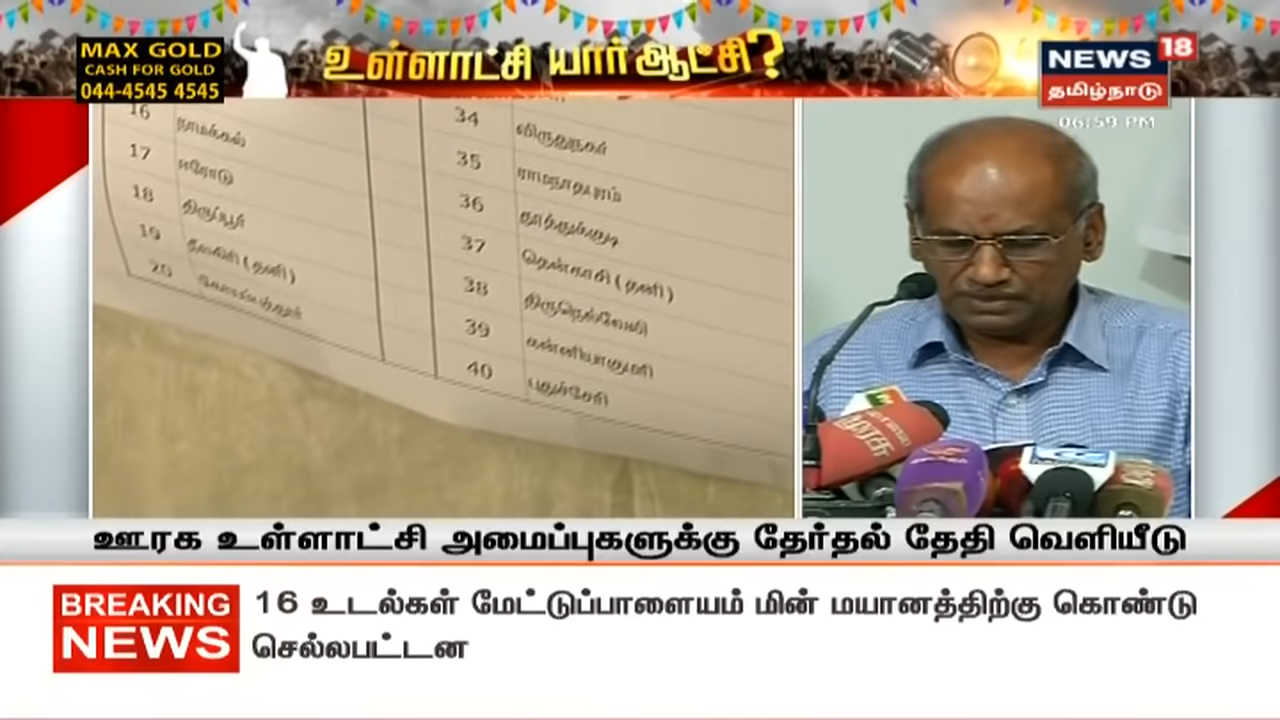 MAX GOLD
CASH FOR GOLD
044-4545 4545
உள்ளாட்சி யார் ஆட்சி?
NEWS 18
தமிழ்நாடு
06:59 PM
16 நாமக்கல்
17 ஈரோடு
18 திருப்பூர்
19 நீலகிரி (தனி)
20 கோயம்புத்தூர்
34 விருதுநகர்
35 ராமநாதபுரம்
36 தூத்துக்குடி
37 தென்காசி (தனி)
38 திருநெல்வேலி
39 கன்னியாகுமரி
40 புதுச்சேரி
ஊரக உள்ளாட்சி அமைப்புகளுக்கு தேர்தல் தேதி வெளியீடு
BREAKING
NEWS
16 உடல்கள் மேட்டுப்பாளையம் மின் மயானத்திற்கு கொண்டு
செல்லபட்டன